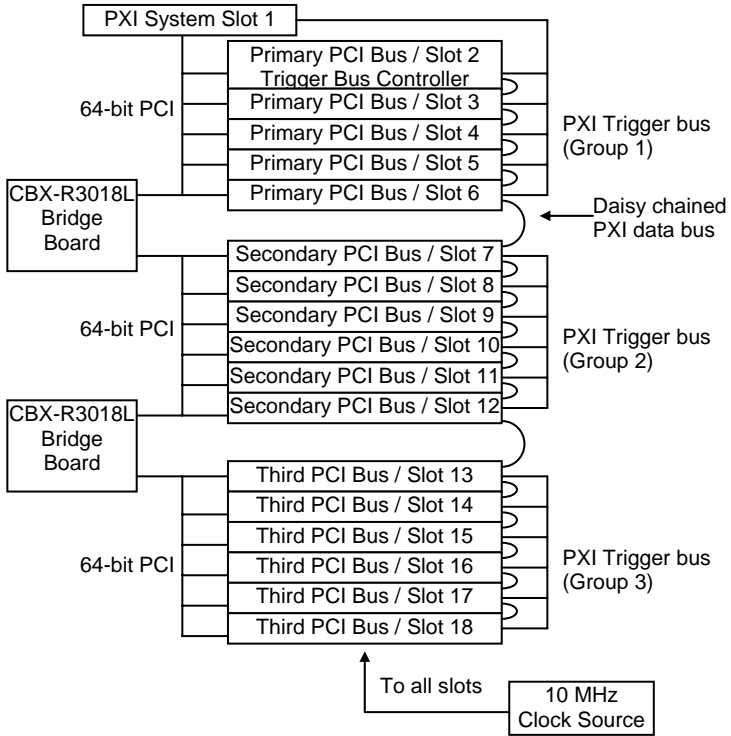 PXI System Slot 1
Primary PCI Bus / Slot 2
Trigger Bus Controller
Primary PCI Bus / Slot 3
Primary PCI Bus / Slot 4
Primary PCI Bus / Slot 5
Primary PCI Bus / Slot 6
64-bit PCI
PXI Trigger bus
(Group 1)
CBX-R3018L
Bridge
Board
Daisy chained
PXI data bus
Secondary PCI Bus / Slot 7
Secondary PCI Bus / Slot 8
Secondary PCI Bus / Slot 9
Secondary PCI Bus / Slot 10
Secondary PCI Bus / Slot 11
Secondary PCI Bus / Slot 12
64-bit PCI
PXI Trigger bus
(Group 2)
CBX-R3018L
Bridge
Board
Third PCI Bus / Slot 13
Third PCI Bus / Slot 14
Third PCI Bus / Slot 15
Third PCI Bus / Slot 16
Third PCI Bus / Slot 17
Third PCI Bus / Slot 18
64-bit PCI
PXI Trigger bus
(Group 3)
To all slots
10 MHz
Clock Source